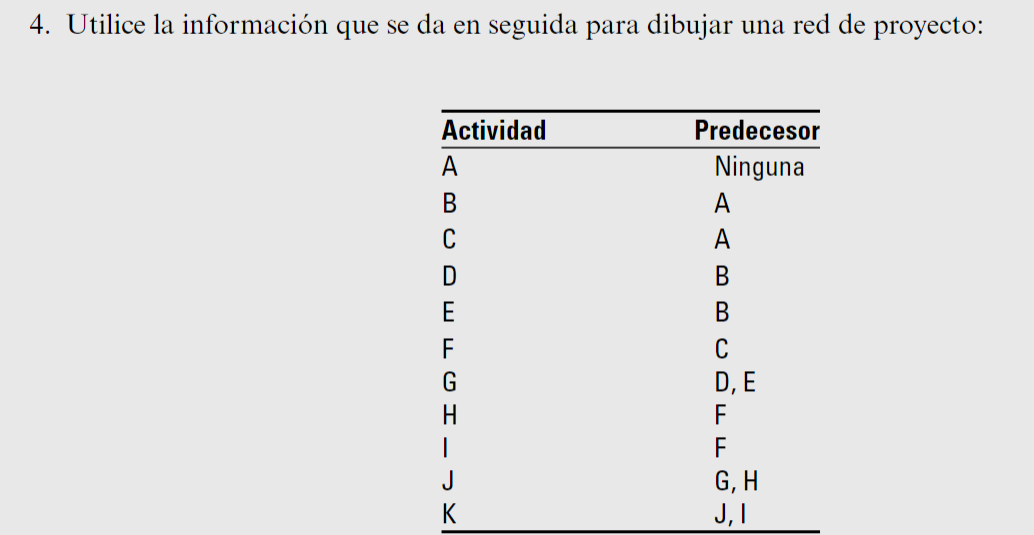 4. Utilice la información que se da en seguida para dibujar una red de proyecto:
Actividad Predecesor
A Ninguna
B A
C A
D B
E B
F C
G D, E
H F
I F
J G, H
K J, I